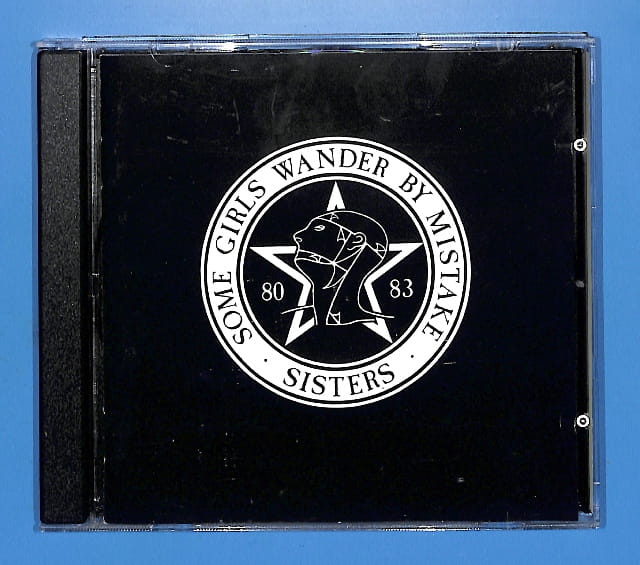 SOME GIRLS WANDER BY MISTAKE
80 83
· SISTERS ·